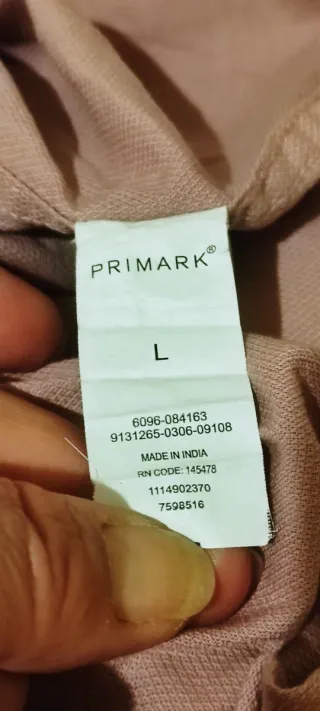 PRIMARK®
L
6096-084163
9131265-0306-09108
MADE IN INDIA
RN CODE: 145478
1114902370
7598516